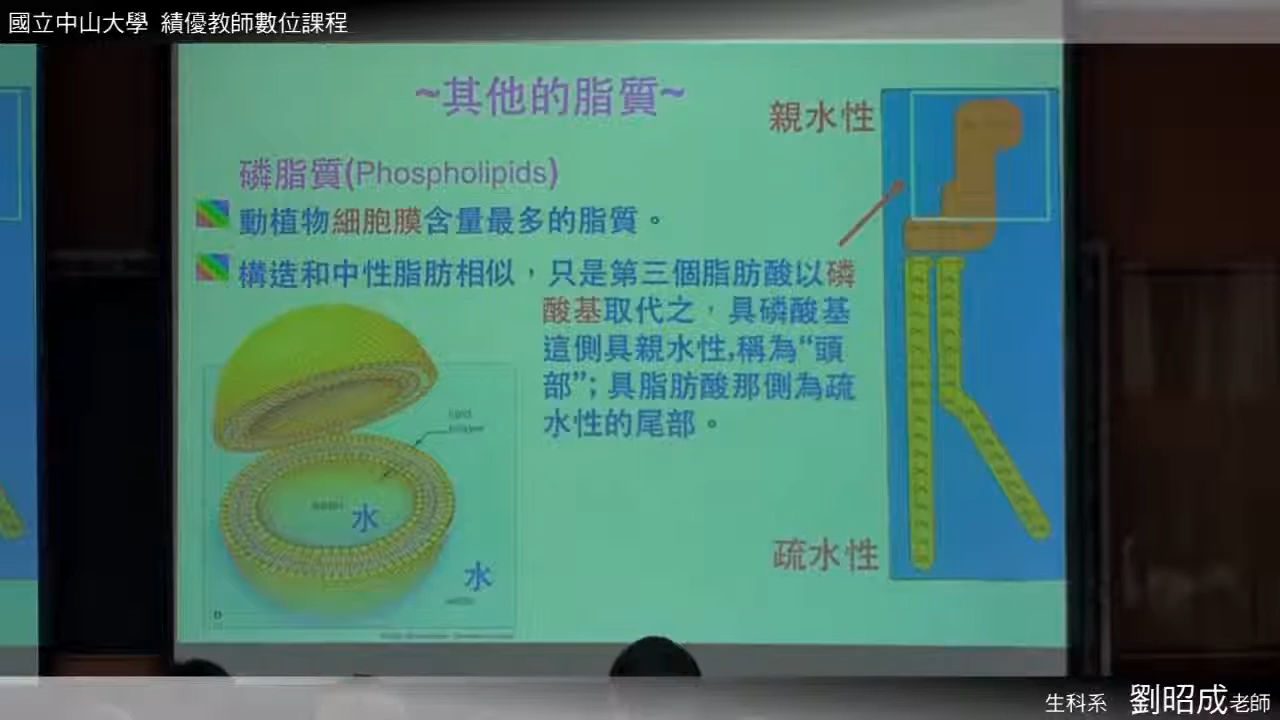 國立中山大學 績優教師數位課程
~其他的脂質~
親水性
磷脂質(Phospholipids)
動植物細胞膜含量最多的脂質。
構造和中性脂肪相似，只是第三個脂肪酸以磷
酸基取代之，具磷酸基
這側具親水性,稱為“頭
部”; 具脂肪酸那側為疏
水性的尾部。
lipid
bilayer
water
水
水
water
疏水性
D
生科系 劉昭成老師